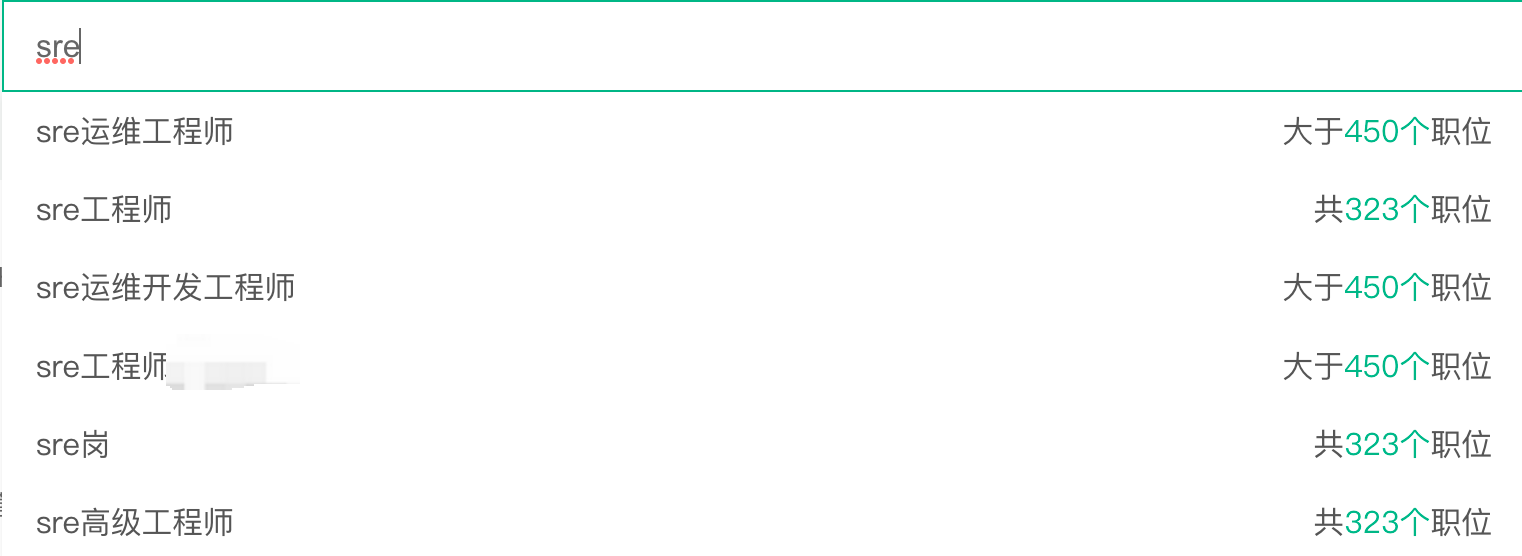 sre
sre运维工程师 大于450个职位
sre工程师 共323个职位
sre运维开发工程师 大于450个职位
sre工程师 大于450个职位
sre岗 共323个职位
sre高级工程师 共323个职位